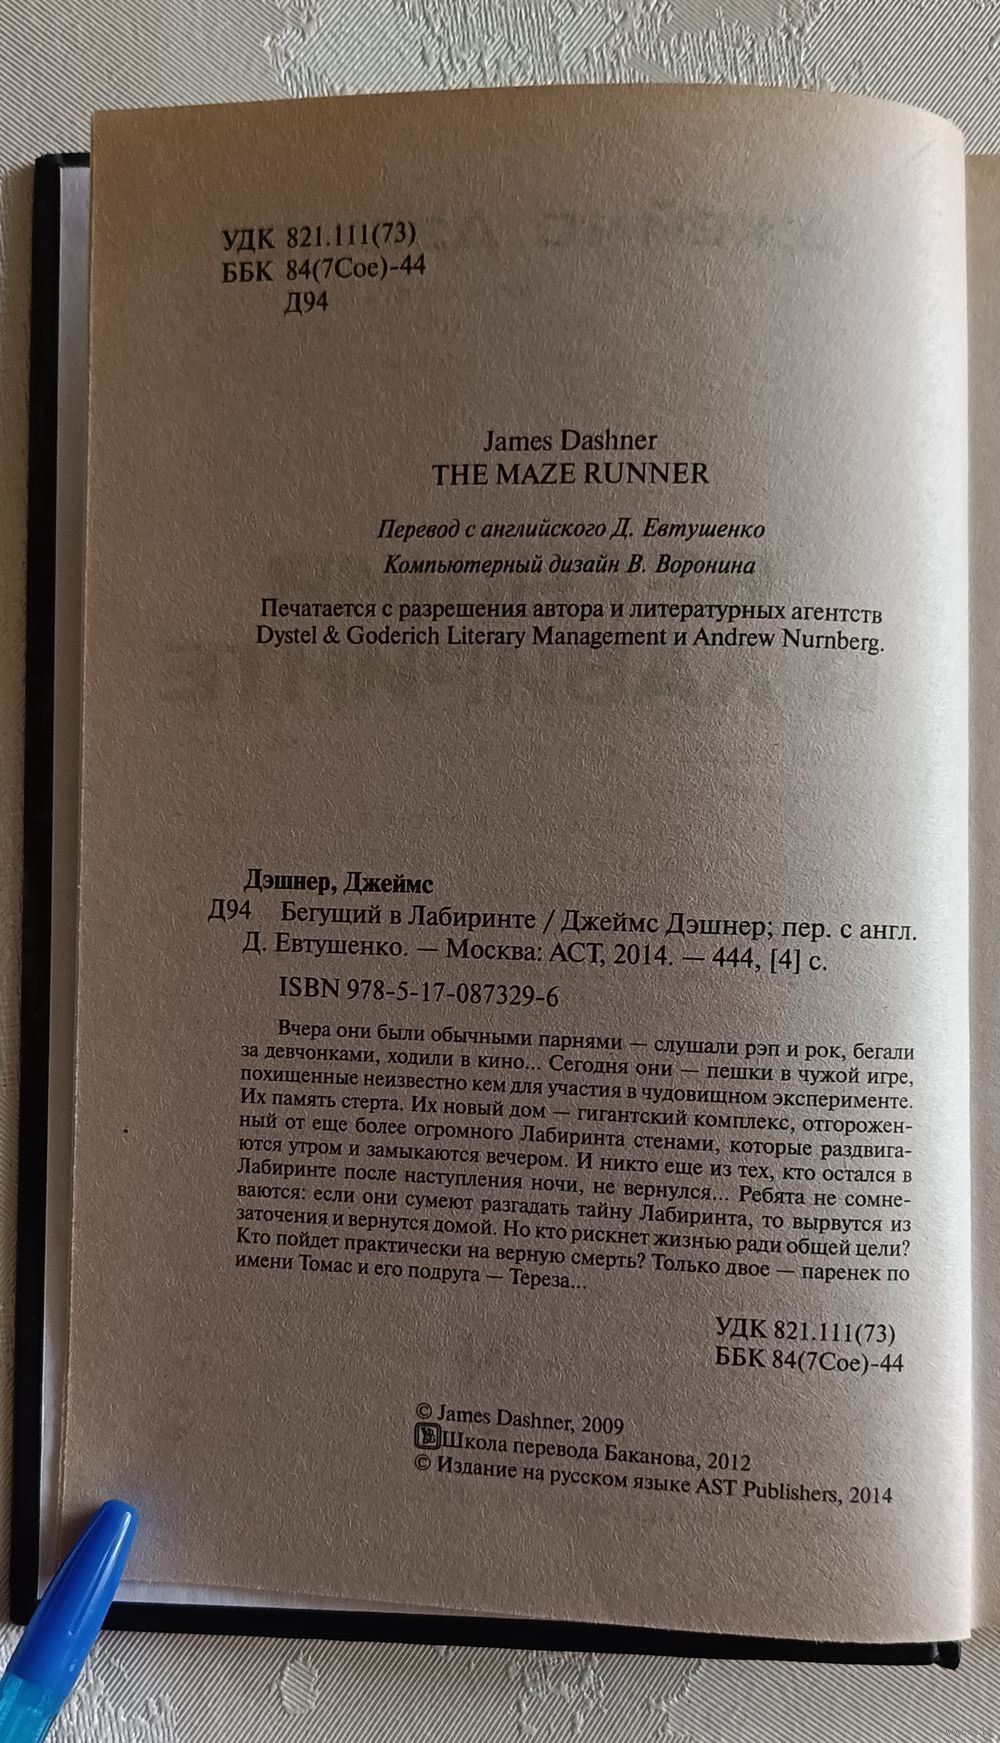 УДК 821.111(73)
ББК 84(7Сое)-44
Д94
James Dashner
THE MAZE RUNNER
Перевод с английского Д. Евтушенко
Компьютерный дизайн В. Воронина
Печатается с разрешения автора и литературных агентств
Dystel & Goderich Literary Management и Andrew Nurnberg.
Дэшнер, Джеймс
Д94 Бегущий в Лабиринте / Джеймс Дэшнер; пер. с англ.
Д. Евтушенко. — Москва: АСТ, 2014. — 444, [4] с.
ISBN 978-5-17-087329-6
Вчера они были обычными парнями — слушали рэп и рок, бегали
за девчонками, ходили в кино... Сегодня они — пешки в чужой игре,
похищенные неизвестно кем для участия в чудовищном эксперименте.
Их память стерта. Их новый дом — гигантский комплекс, отгорожен-
ный от еще более огромного Лабиринта стенами, которые раздвига-
ются утром и замыкаются вечером. И никто еще из тех, кто остался в
Лабиринте после наступления ночи, не вернулся... Ребята не сомне-
ваются: если они сумеют разгадать тайну Лабиринта, то вырвутся из
заточения и вернутся домой. Но кто рискнет жизнью ради общей цели?
Кто пойдет практически на верную смерть? Только двое — паренек по
имени Томас и его подруга — Тереза...
УДК 821.111(73)
ББК 84(7Сое)-44
© James Dashner, 2009
Школа перевода Баканова, 2012
© Издание на русском языке AST Publishers, 2014